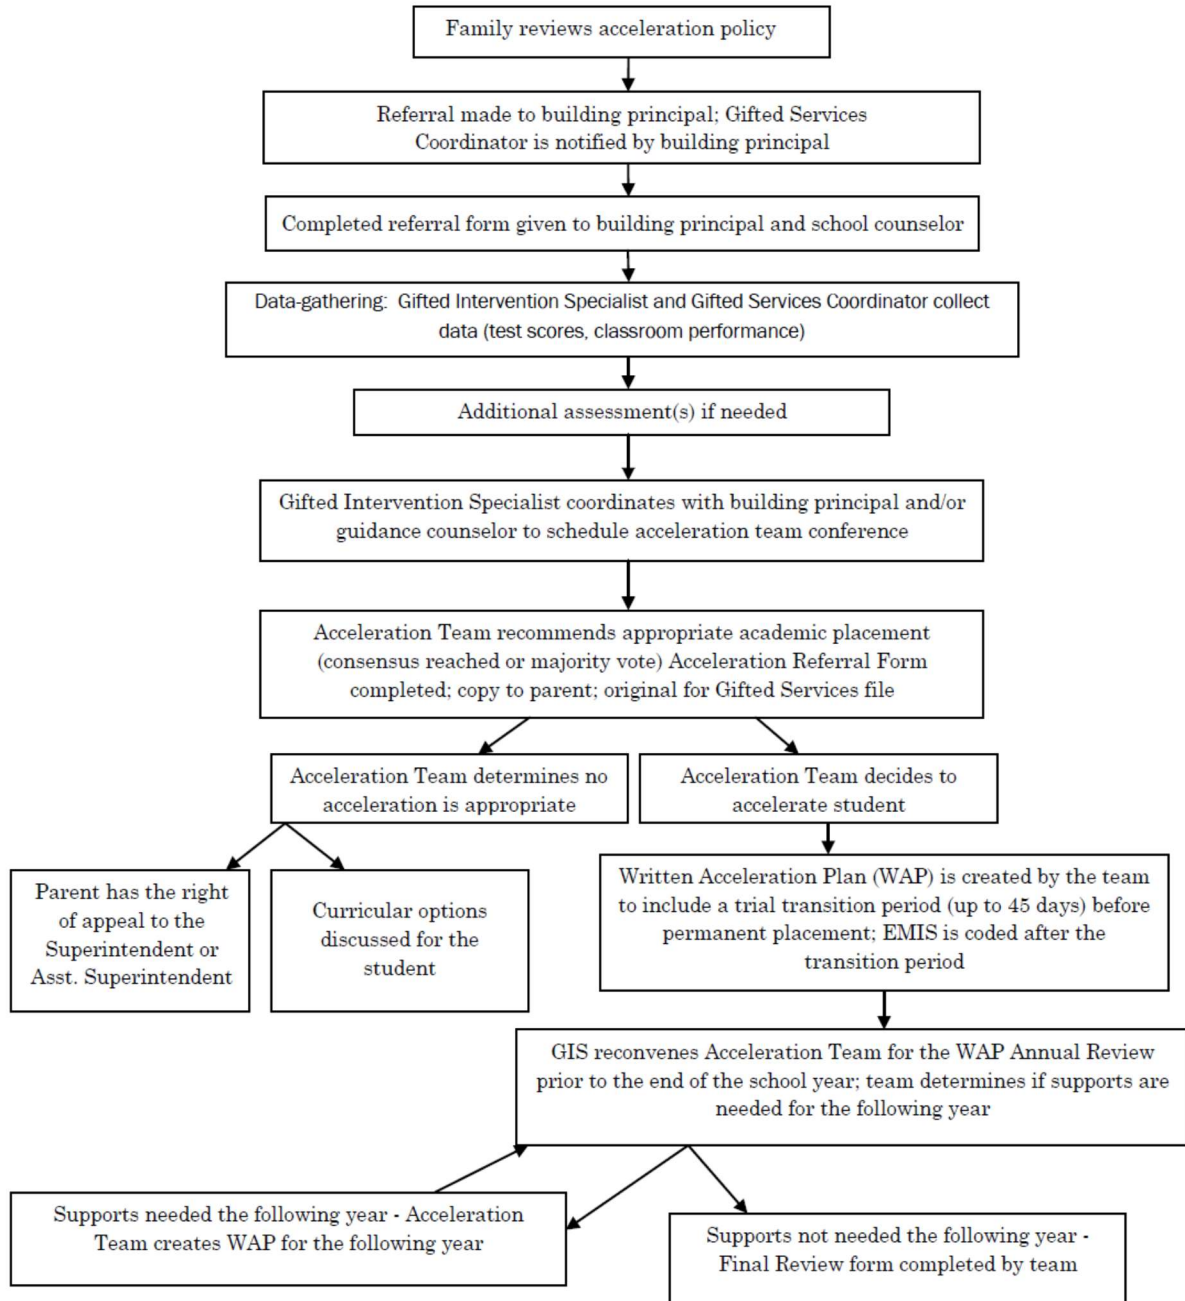 Family reviews acceleration policy
Referral made to building principal; Gifted Services
Coordinator is notified by building principal
Completed referral form given to building principal and school counselor
Data-gathering:  Gifted Intervention Specialist and Gifted Services Coordinator collect
data (test scores, classroom performance)
Additional assessment(s) if needed
Gifted Intervention Specialist coordinates with building principal and/or
guidance counselor to schedule acceleration team conference
Acceleration Team recommends appropriate academic placement
(consensus reached or majority vote) Acceleration Referral Form
completed; copy to parent; original for Gifted Services file
Acceleration Team determines no
acceleration is appropriate
Acceleration Team decides to
accelerate student
Parent has the right
of appeal to the
Superintendent or
Asst. Superintendent
Curricular options
discussed for the
student
Written Acceleration Plan (WAP) is created by the team
to include a trial transition period (up to 45 days) before
permanent placement; EMIS is coded after the
transition period
GIS reconvenes Acceleration Team for the WAP Annual Review
prior to the end of the school year; team determines if supports are
needed for the following year
Supports needed the following year - Acceleration
Team creates WAP for the following year
Supports not needed the following year -
Final Review form completed by team